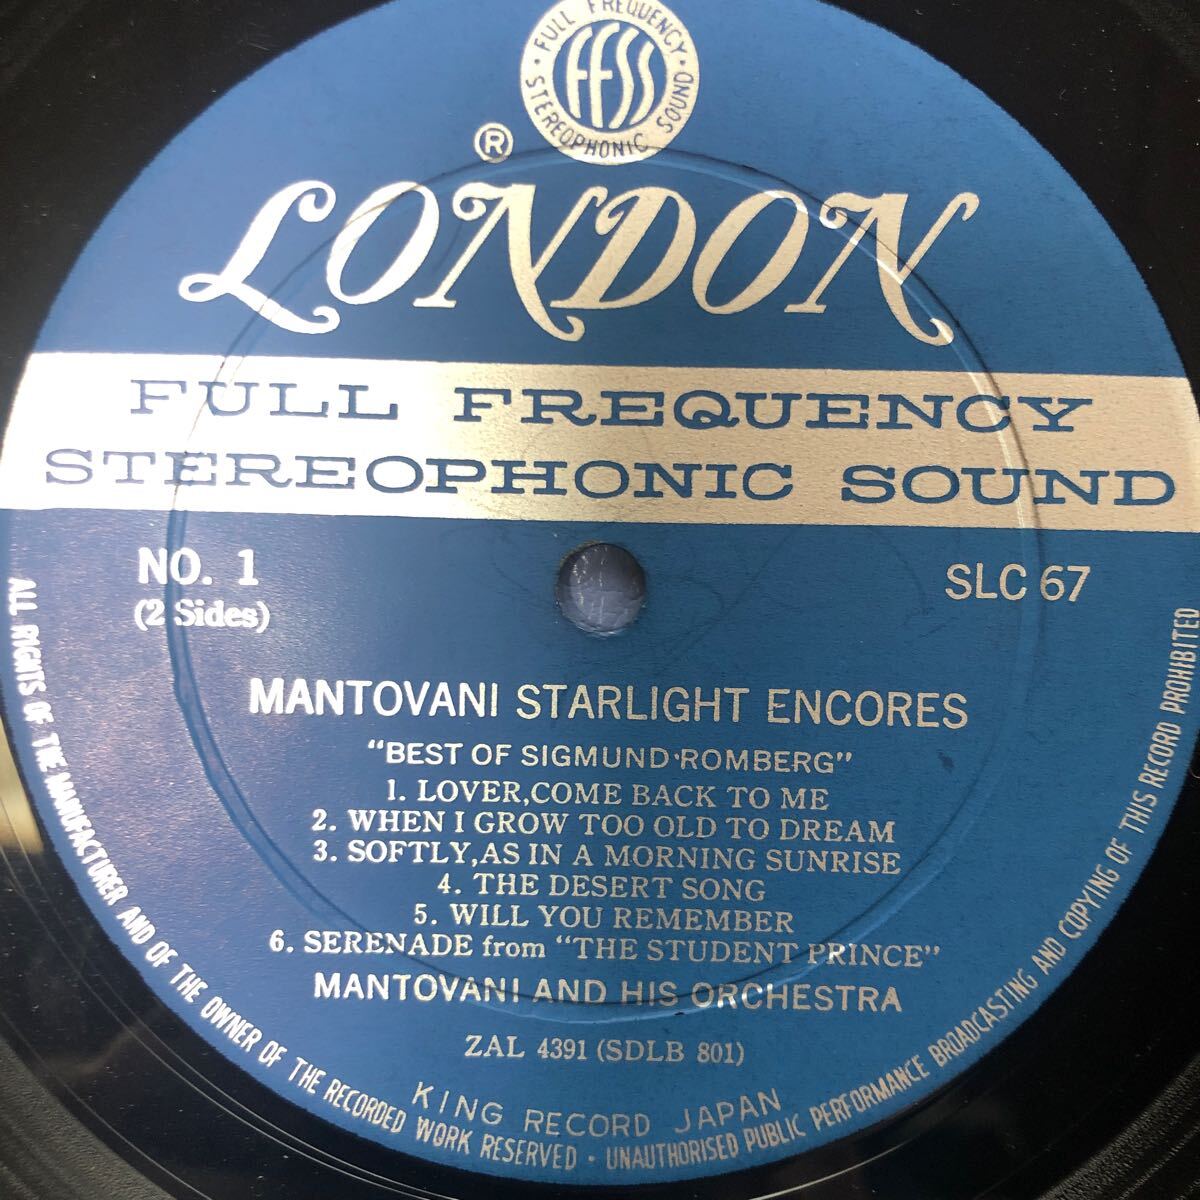 FULL FREQUENCY
STEREOPHONIC SOUND
FFSS
®
LONDON
FULL FREQUENCY
STEREOPHONIC SOUND
NO. 1
(2 Sides)
SLC 67
MANTOVANI STARLIGHT ENCORES
"BEST OF SIGMUND·ROMBERG"
1. LOVER,COME BACK TO ME
2. WHEN I GROW TOO OLD TO DREAM
3. SOFTLY,AS IN A MORNING SUNRISE
4. THE DESERT SONG
5. WILL YOU REMEMBER
6. SERENADE from "THE STUDENT PRINCE"
MANTOVANI AND HIS ORCHESTRA
ZAL 4391 (SDLB 801)
KING RECORD JAPAN
ALL RIGHTS OF THE MANUFACTURER AND OF THE OWNER OF THE RECORDED WORK RESERVED · UNAUTHORISED PUBLIC PERFORMANCE BROADCASTING AND COPYING OF THIS RECORD PROHIBITED